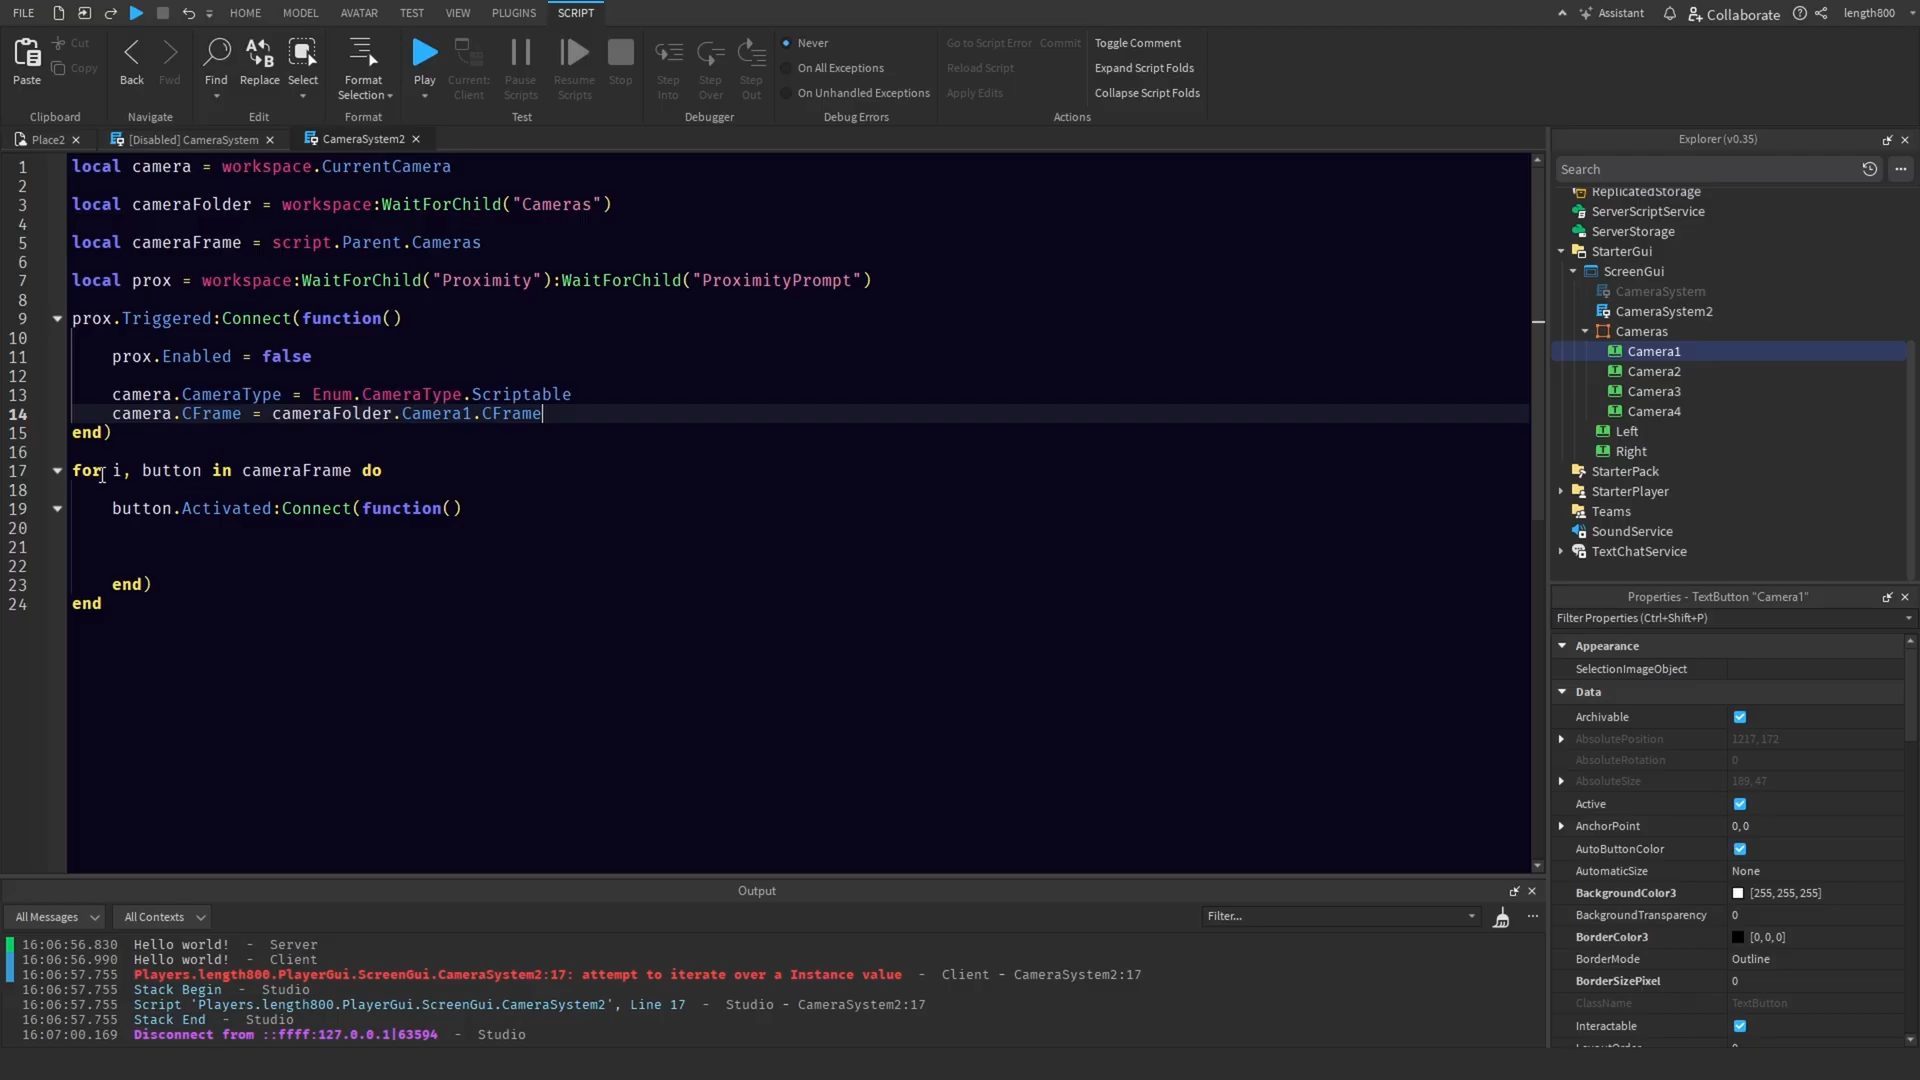 FILE HOME MODEL AVATAR TEST VIEW PLUGINS SCRIPT Assistant Collaborate length800
Paste Cut Copy Back Fwd Find Replace Select Format Selection Play Current: Client Pause Scripts Resume Scripts Stop Step Into Step Over Step Out Never On All Exceptions On Unhandled Exceptions Go to Script Error Commit Reload Script Apply Edits Toggle Comment Expand Script Folds Collapse Script Folds
Clipboard Navigate Edit Format Test Debugger Debug Errors Actions
Place2 [Disabled] CameraSystem CameraSystem2
1 local camera = workspace.CurrentCamera
2
3 local cameraFolder = workspace:WaitForChild("Cameras")
4
5 local cameraFrame = script.Parent.Cameras
6
7 local prox = workspace:WaitForChild("Proximity"):WaitForChild("ProximityPrompt")
8
9 prox.Triggered:Connect(function()
10
11 prox.Enabled = false
12
13 camera.CameraType = Enum.CameraType.Scriptable
14 camera.CFrame = cameraFolder.Camera1.CFrame
15 end)
16
17 for i, button in cameraFrame do
18
19 button.Activated:Connect(function()
20
21
22
23 end)
24 end
Explorer (v0.35)
Search
ReplicatedStorage
ServerScriptService
ServerStorage
StarterGui
ScreenGui
CameraSystem
CameraSystem2
Cameras
Camera1
Camera2
Camera3
Camera4
Left
Right
StarterPack
StarterPlayer
Teams
SoundService
TextChatService
Properties - TextButton "Camera1"
Filter Properties (Ctrl+Shift+P)
Appearance
SelectionImageObject
Data
Archivable
AbsolutePosition 1217, 172
AbsoluteRotation 0
AbsoluteSize 189, 47
Active
AnchorPoint 0, 0
AutoButtonColor
AutomaticSize None
BackgroundColor3 [255, 255, 255]
BackgroundTransparency 0
BorderColor3 [0, 0, 0]
BorderMode Outline
BorderSizePixel 0
ClassName TextButton
Interactable
Output
All Messages All Contexts Filter...
16:06:56.830 Hello world! - Server
16:06:56.990 Hello world! - Client
16:06:57.755 Players.length800.PlayerGui.ScreenGui.CameraSystem2:17: attempt to iterate over a Instance value - Client - CameraSystem2:17
16:06:57.755 Stack Begin - Studio
16:06:57.755 Script 'Players.length800.PlayerGui.ScreenGui.CameraSystem2', Line 17 - Studio - CameraSystem2:17
16:06:57.755 Stack End - Studio
16:07:00.169 Disconnect from ::ffff:127.0.0.1|63594 - Studio